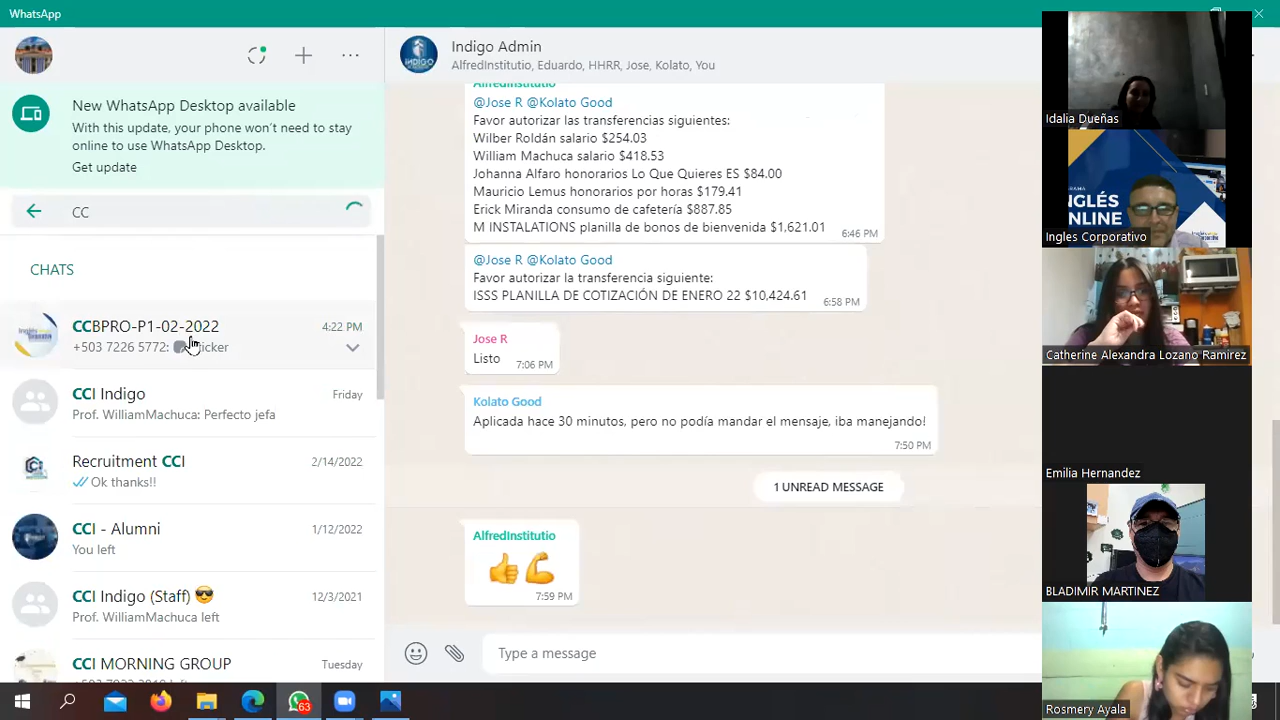 WhatsApp
New WhatsApp Desktop available
With this update, your phone won't need to stay
online to use WhatsApp Desktop.
Get update
CC
CHATS
CCBPRO-P1-02-2022
4:22 PM
+503 7226 5772:
CCI Indigo
Friday
Prof. WilliamMachuca: Perfecto jefa
Recruitment CCI
2/14/2022
Ok thanks!!
CCI - Alumni
1/12/2022
You left
CCI Indigo (Staff) 😎
12/3/2021
Prof. WilliamMachuca left
CCI MORNING GROUP
Tuesday
Indigo Admin
AlfredInstitutio, Eduardo, HHRR, Jose, Kolato, You
AlfredInstitutio
@Jose R @Kolato Good
Favor autorizar las transferencias siguientes:
Wilber Roldán salario $254.03
William Machuca salario $418.53
Johanna Alfaro honorarios Lo Que Quieres ES $84.00
Mauricio Lemus honorarios por horas $179.41
Erick Miranda consumo de cafetería $887.85
M INSTALATIONS planilla de bonos de bienvenida $1,621.01
6:46 PM
@Jose R @Kolato Good
Favor autorizar la transferencia siguiente:
ISSS PLANILLA DE COTIZACIÓN DE ENERO 22 $10,424.61
6:58 PM
Jose R
Listo
7:06 PM
Kolato Good
Aplicada hace 30 minutos, pero no podía mandar el mensaje, iba manejando!
7:50 PM
1 UNREAD MESSAGE
AlfredInstitutio
👍💪
7:59 PM
Type a message
63
Idalia Dueñas
INGLÉS
ONLINE
Ingles Corporativo
Catherine Alexandra Lozano Ramírez
Emilia Hernandez
BLADIMIR MARTINEZ
Rosmery Ayala